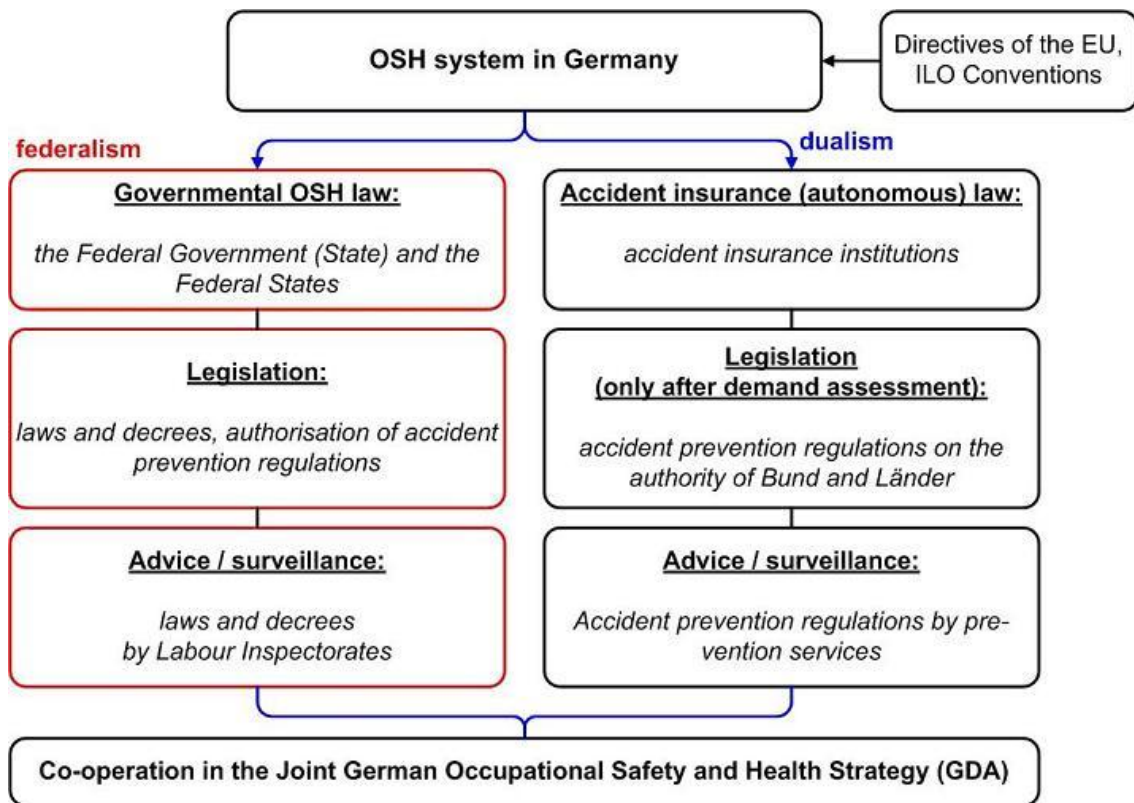 OSH system in Germany
Directives of the EU,
ILO Conventions
federalism
dualism
Governmental OSH law:
the Federal Government (State) and the
Federal States
Accident insurance (autonomous) law:
accident insurance institutions
Legislation:
laws and decrees, authorisation of accident
prevention regulations
Legislation
(only after demand assessment):
accident prevention regulations on the
authority of Bund and Länder
Advice / surveillance:
laws and decrees
by Labour Inspectorates
Advice / surveillance:
Accident prevention regulations by pre-
vention services
Co-operation in the Joint German Occupational Safety and Health Strategy (GDA)